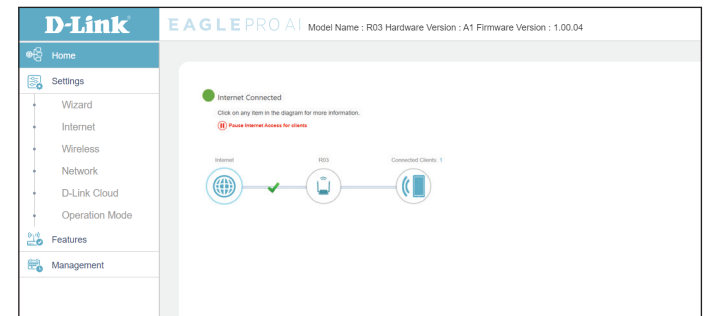 D-Link
EAGLE PRO AI Model Name : R03 Hardware Version : A1 Firmware Version : 1.00.04
Home
Settings
Wizard
Internet
Wireless
Network
D-Link Cloud
Operation Mode
Features
Management
Internet Connected
Click on any item in the diagram for more information.
Pause Internet Access for clients
Internet R03 Connected Clients: 1